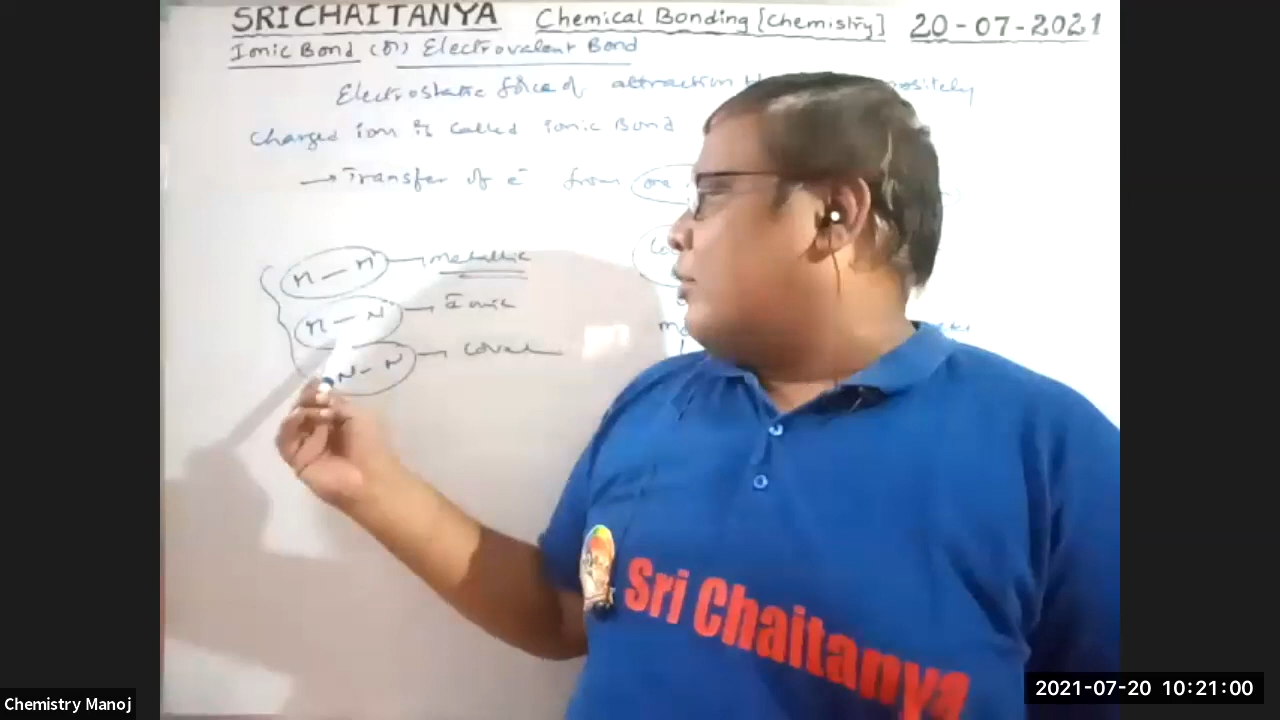 SRICHAITANYA Chemical Bonding [Chemistry] 20-07-2021
Ionic Bond (or) Electrovalent Bond
Electrostatic force of attraction
charged ions is called ionic Bond
→ Transfer of e⁻ from one
M — M — metallic
M — N — Ionic
N — N
Sri Chaitanya
Chemistry Manoj
2021-07-20 10:21:00